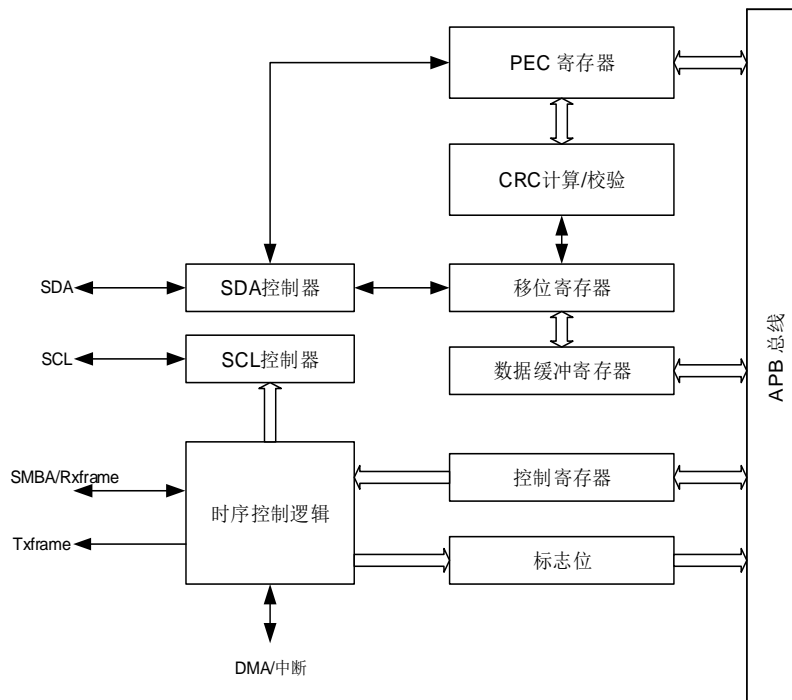 PEC 寄存器
CRC计算/校验
SDA
SDA控制器
移位寄存器
SCL
SCL控制器
数据缓冲寄存器
APB 总线
SMBA/Rxframe
时序控制逻辑
控制寄存器
Txframe
标志位
DMA/中断